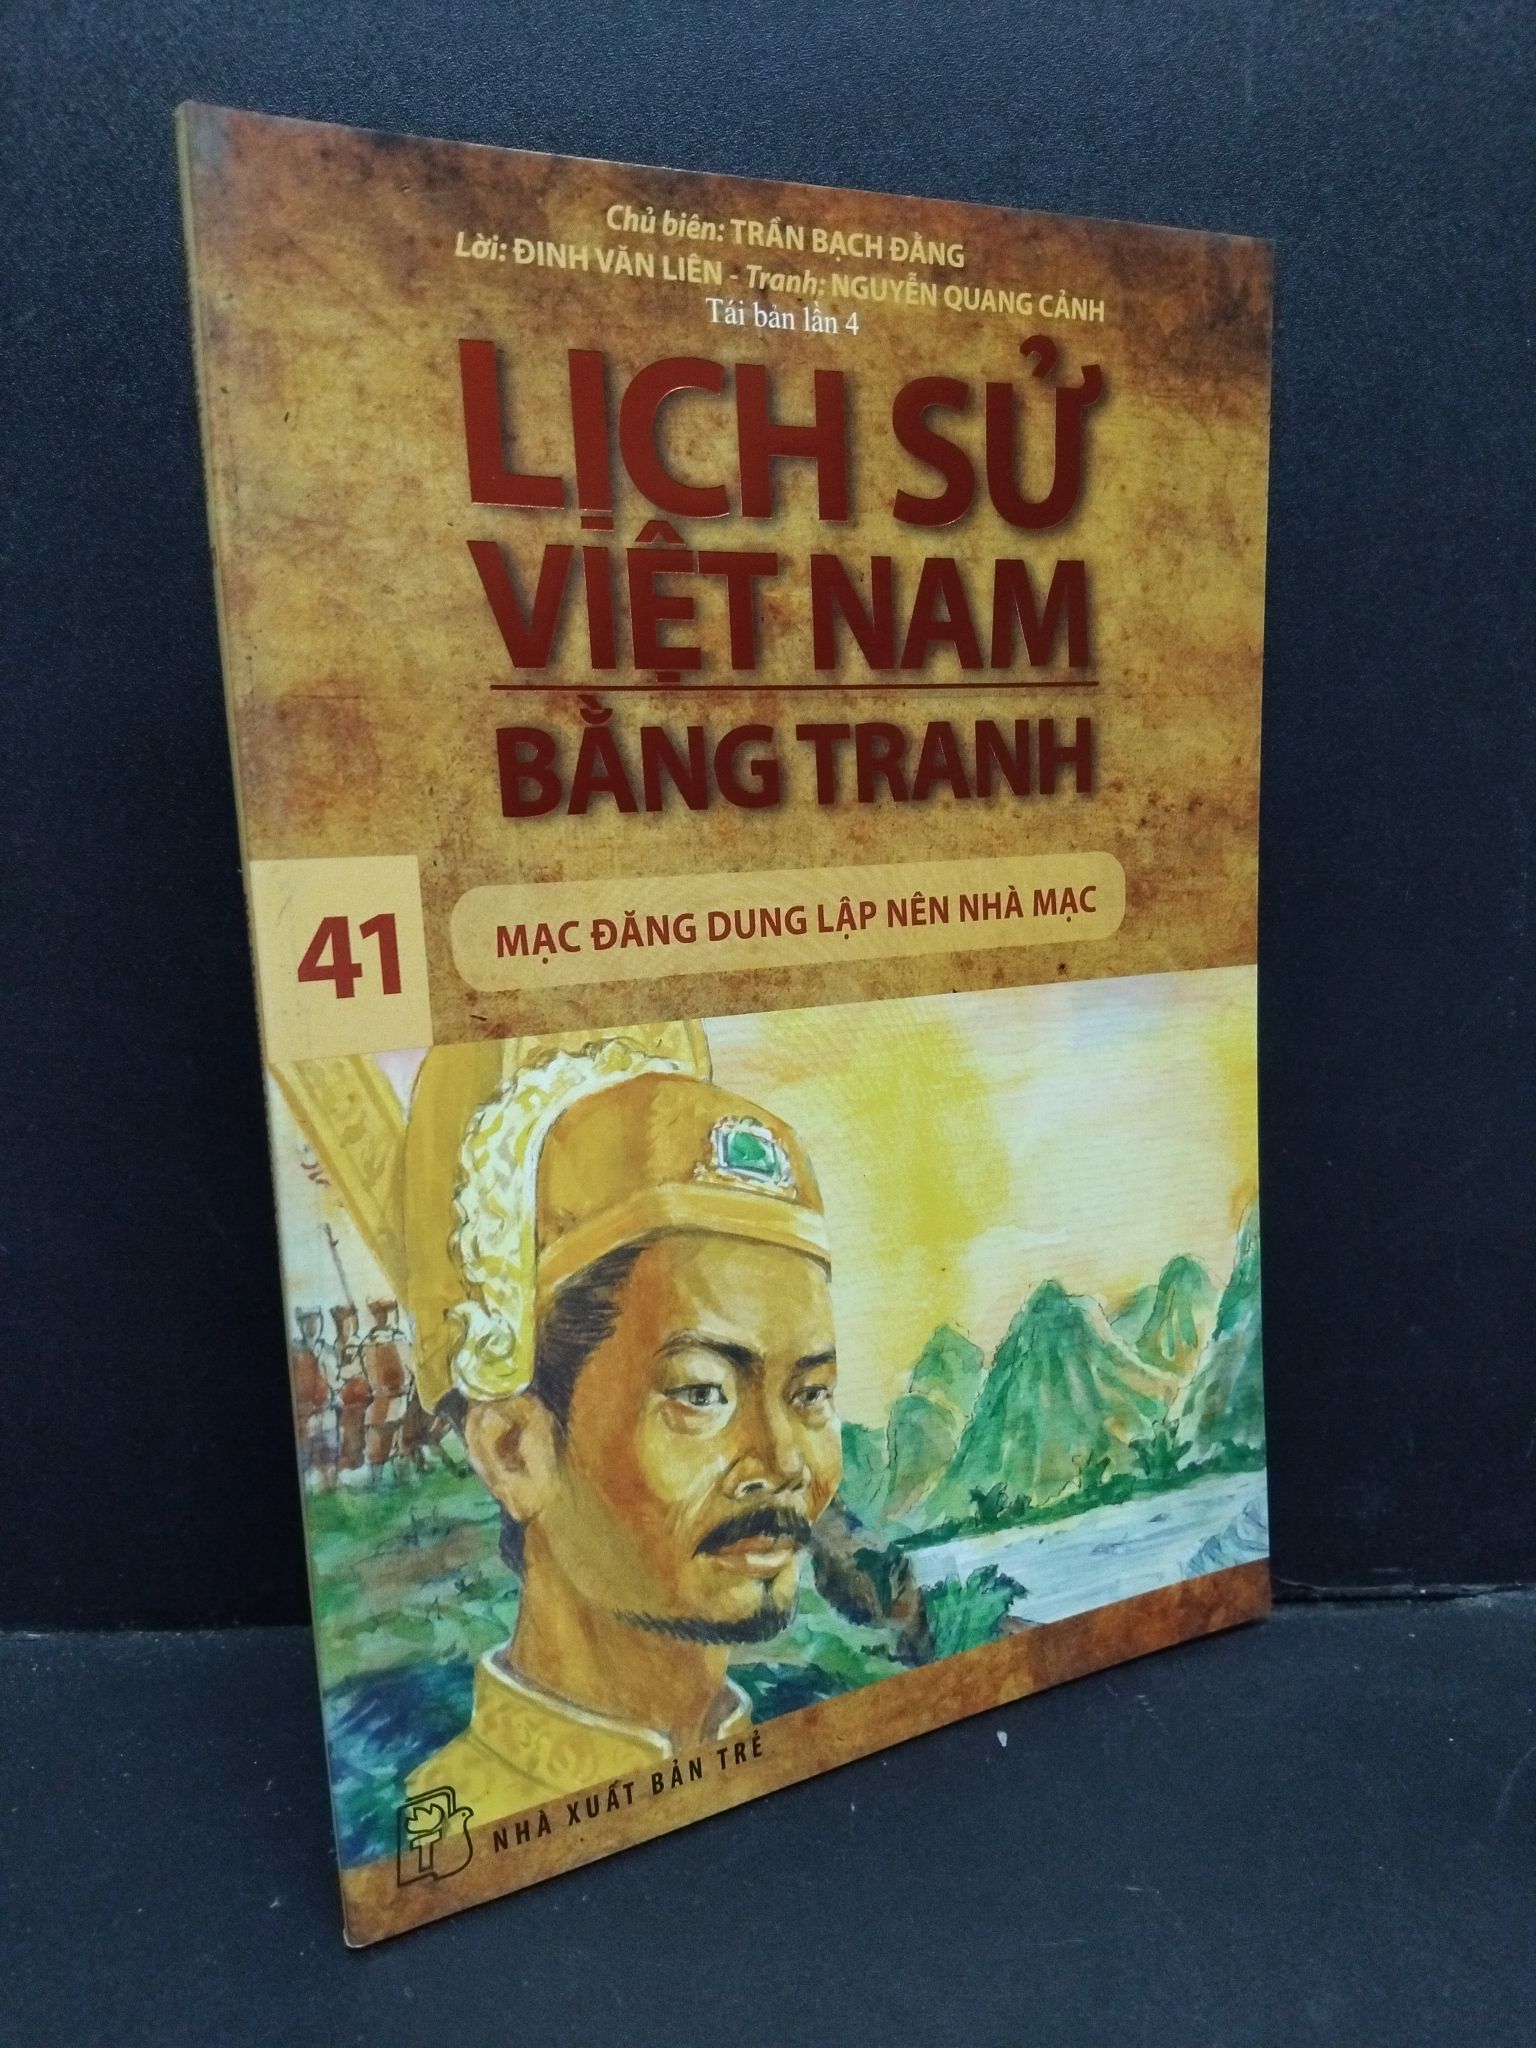 Chủ biên: TRẦN BẠCH ĐẰNG
Lời: ĐINH VĂN LIÊN - Tranh: NGUYỄN QUANG CẢNH
Tái bản lần 4
LỊCH SỬ
VIỆT NAM
BẰNG TRANH
41
MẠC ĐĂNG DUNG LẬP NÊN NHÀ MẠC
NHÀ XUẤT BẢN TRẺ